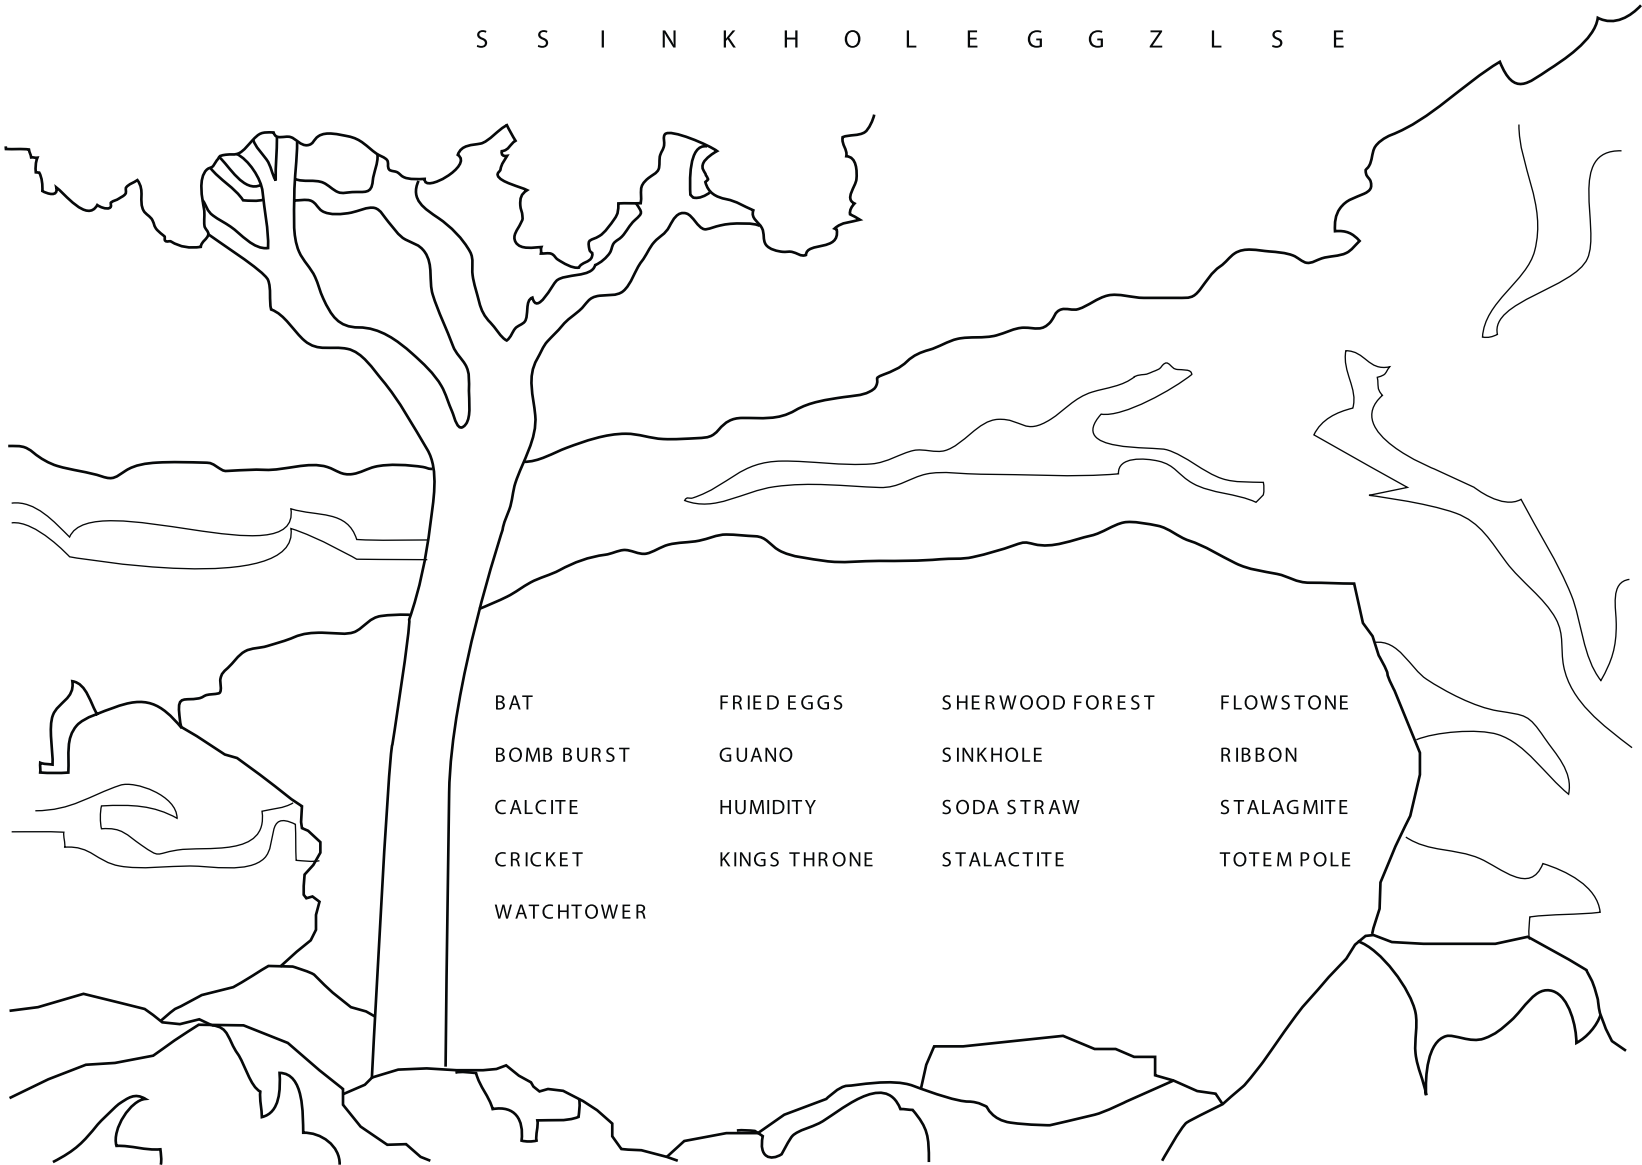 S S I N K H O L E G G Z L S E
BAT FRIED EGGS SHERWOOD FOREST FLOWSTONE
BOMB BURST GUANO SINKHOLE RIBBON
CALCITE HUMIDITY SODA STRAW STALAGMITE
CRICKET KINGS THRONE STALACTITE TOTEM POLE
WATCHTOWER